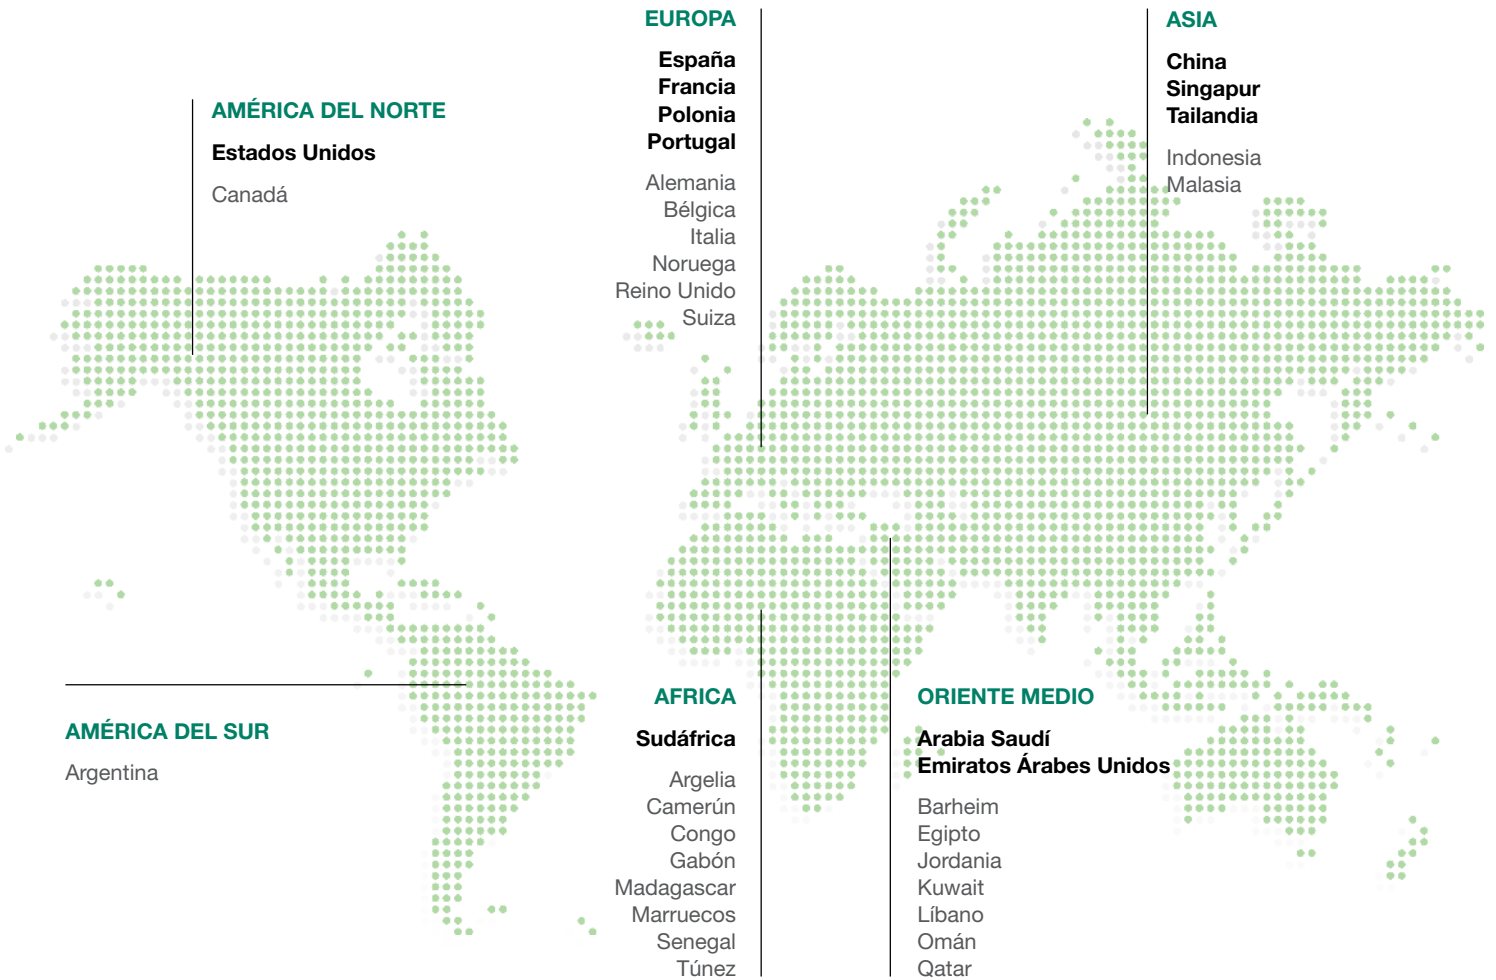 AMÉRICA DEL NORTE
Estados Unidos
Canadá
EUROPA
España
Francia
Polonia
Portugal
Alemania
Bélgica
Italia
Noruega
Reino Unido
Suiza
ASIA
China
Singapur
Tailandia
Indonesia
Malasia
AMÉRICA DEL SUR
Argentina
AFRICA
Sudáfrica
Argelia
Camerún
Congo
Gabón
Madagascar
Marruecos
Senegal
Túnez
ORIENTE MEDIO
Arabia Saudí
Emiratos Árabes Unidos
Barheim
Egipto
Jordania
Kuwait
Líbano
Omán
Qatar